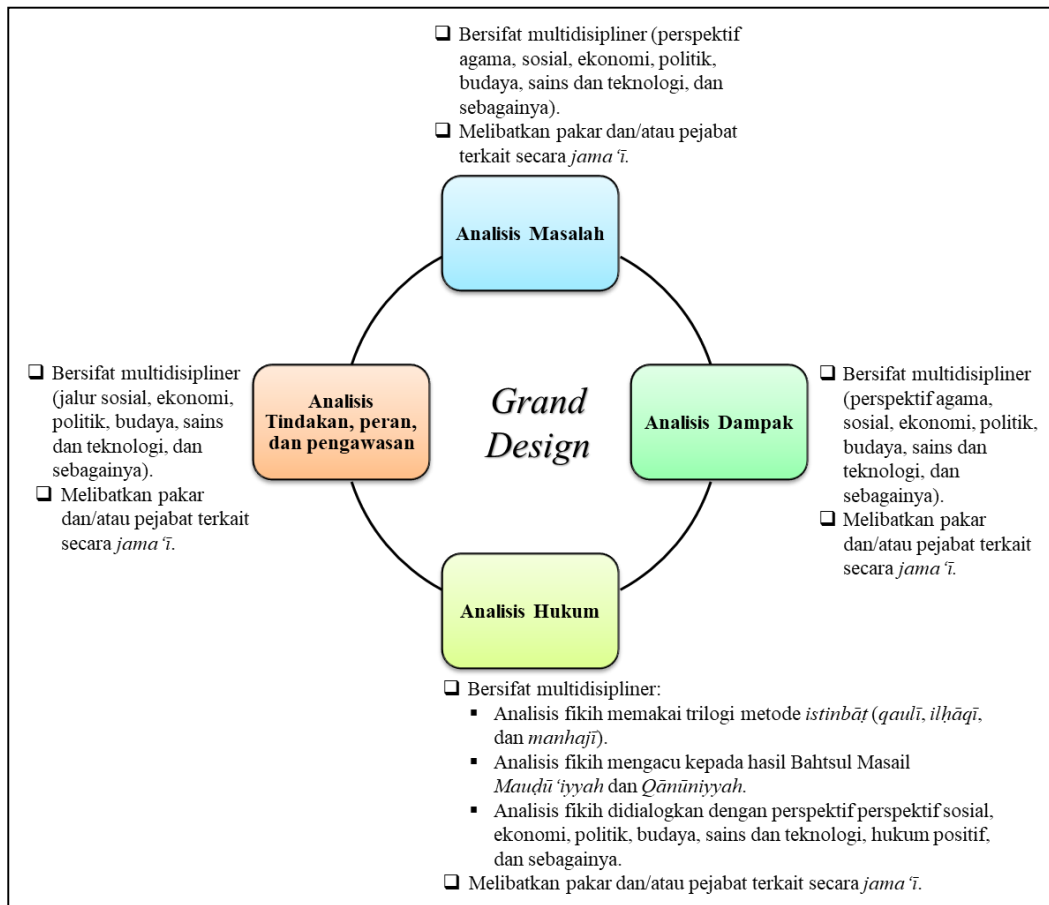 ❑ Bersifat multidisipliner (perspektif
agama, sosial, ekonomi, politik,
budaya, sains dan teknologi, dan
sebagainya).
❑ Melibatkan pakar dan/atau pejabat
terkait secara jama‘ī.
Analisis Masalah
❑ Bersifat multidisipliner
(jalur sosial, ekonomi,
politik, budaya, sains
dan teknologi, dan
sebagainya).
❑ Melibatkan pakar
dan/atau pejabat terkait
secara jama‘ī.
Analisis
Tindakan, peran,
dan pengawasan
Grand
Design
Analisis Dampak
❑ Bersifat multidisipliner
(perspektif agama,
sosial, ekonomi, politik,
budaya, sains dan
teknologi, dan
sebagainya).
❑ Melibatkan pakar
dan/atau pejabat terkait
secara jama‘ī.
Analisis Hukum
❑ Bersifat multidisipliner:
▪ Analisis fikih memakai trilogi metode istinbāṭ (qaulī, ilḥāqī,
dan manhajī).
▪ Analisis fikih mengacu kepada hasil Bahtsul Masail
Mauḍū‘iyyah dan Qānūniyyah.
▪ Analisis fikih didialogkan dengan perspektif perspektif sosial,
ekonomi, politik, budaya, sains dan teknologi, hukum positif,
dan sebagainya.
❑ Melibatkan pakar dan/atau pejabat terkait secara jama‘ī.